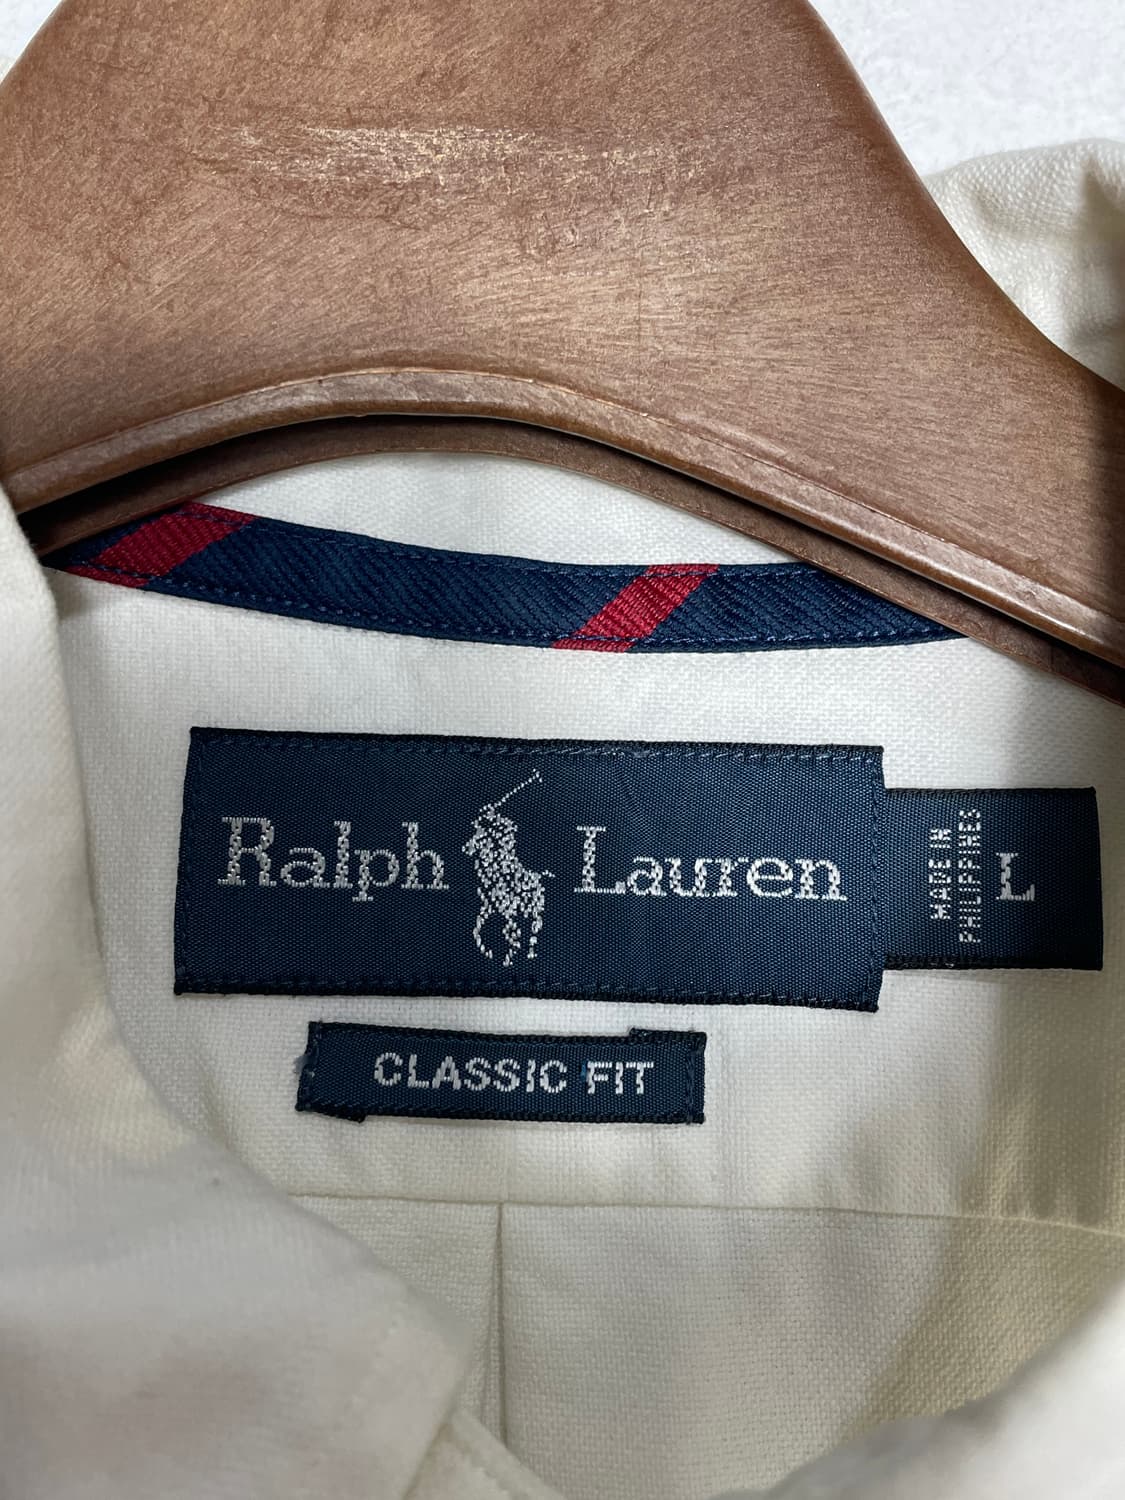 Ralph Lauren
MADE IN
PHILIPPINES
L
CLASSIC FIT